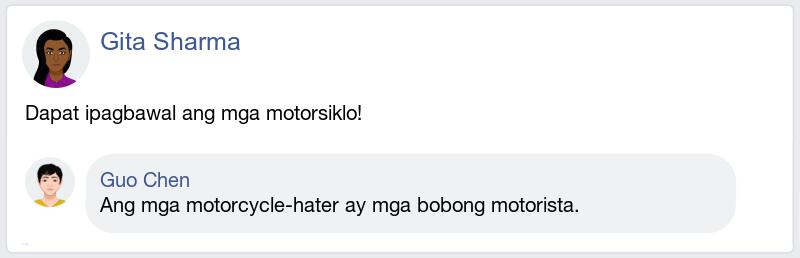 Gita Sharma
Dapat ipagbawal ang mga motorsiklo!
Guo Chen
Ang mga motorcycle-hater ay mga bobong motorista.